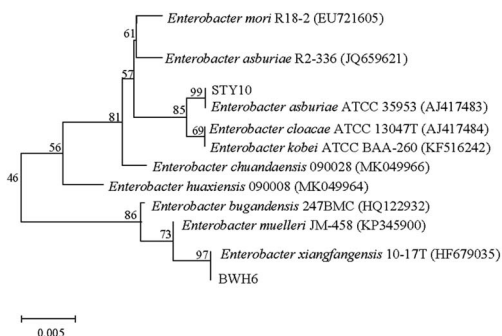 Enterobacter mori R18-2 (EU721605)
61
Enterobacter asburiae R2-336 (JQ659621)
57
99 STY10
85 Enterobacter asburiae ATCC 35953 (AJ417483)
81
69 Enterobacter cloacae ATCC 13047T (AJ417484)
Enterobacter kobei ATCC BAA-260 (KF516242)
56
Enterobacter chuandaensis 090028 (MK049966)
46
Enterobacter huaxiensis 090008 (MK049964)
Enterobacter bugandensis 247BMC (HQ122932)
86
Enterobacter muelleri JM-458 (KP345900)
73
97 Enterobacter xiangfangensis 10-17T (HF679035)
BWH6
0.005